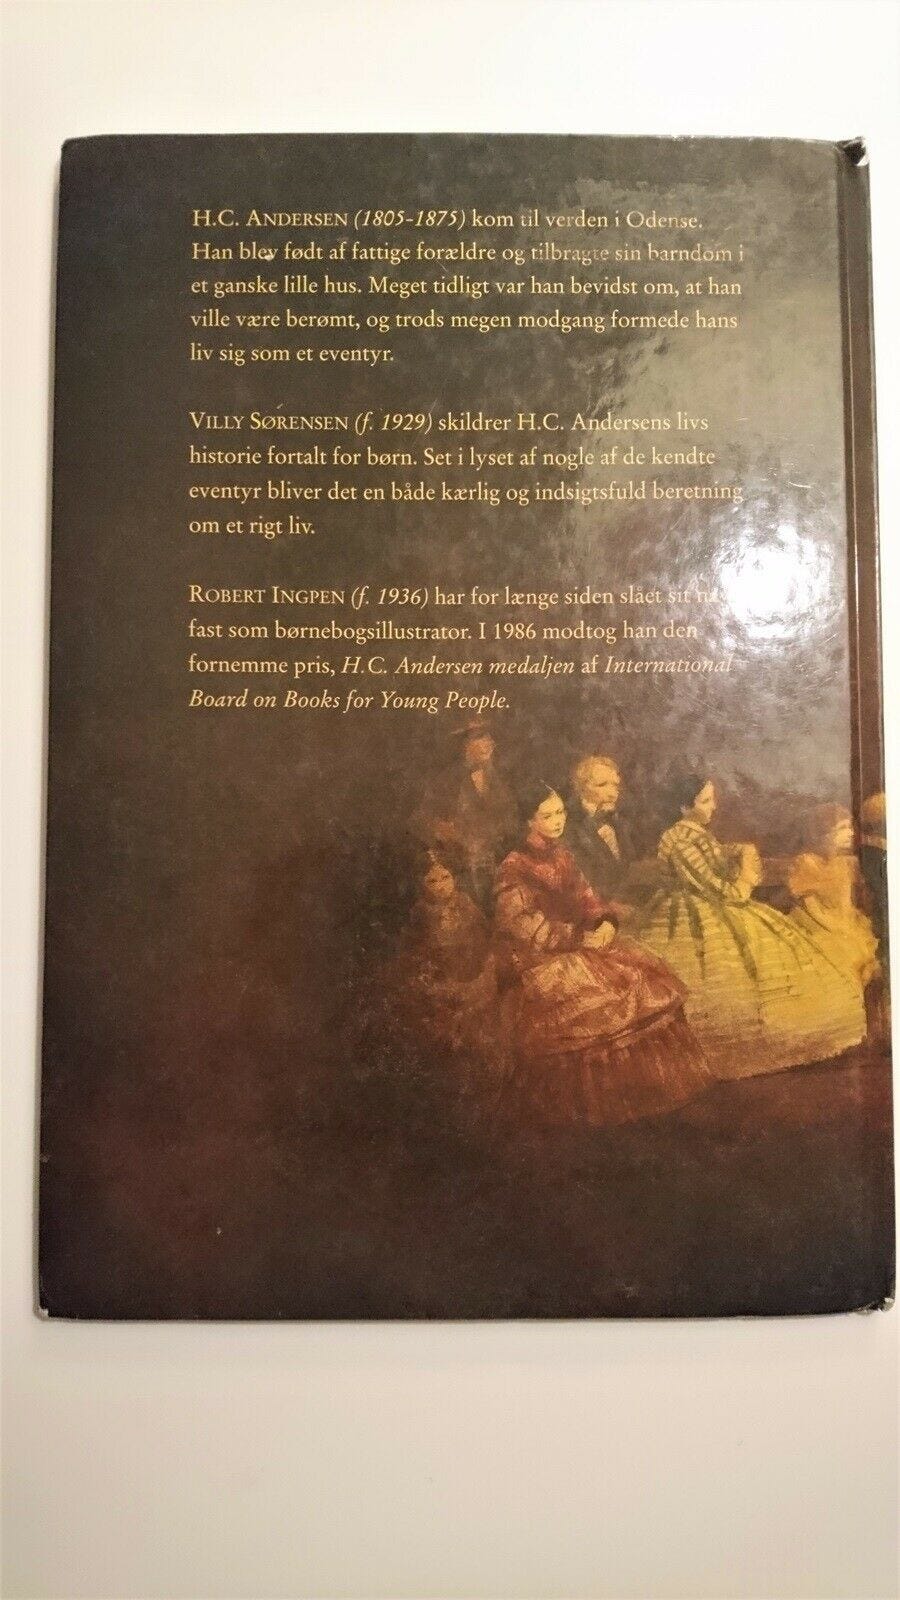 H.C. ANDERSEN (1805-1875) kom til verden i Odense.
Han blev født af fattige forældre og tilbragte sin barndom i
et ganske lille hus. Meget tidligt var han bevidst om, at han
ville være berømt, og trods megen modgang formede hans
liv sig som et eventyr.
VILLY SØRENSEN (f. 1929) skildrer H.C. Andersens livs
historie fortalt for børn. Set i lyset af nogle af de kendte
eventyr bliver det en både kærlig og indsigtsfuld beretning
om et rigt liv.
ROBERT INGPEN (f. 1936) har for længe siden slået sit
fast som børnebogsillustrator. I 1986 modtog han den
fornemme pris, H.C. Andersen medaljen af International
Board on Books for Young People.